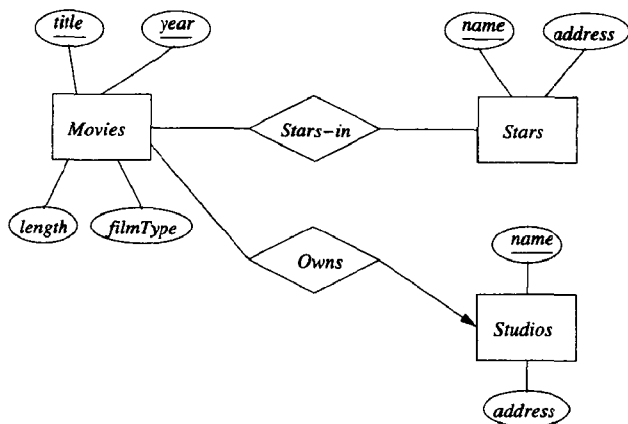 title
year
name
address
Movies
Stars-in
Stars
length
filmType
Owns
name
Studios
address